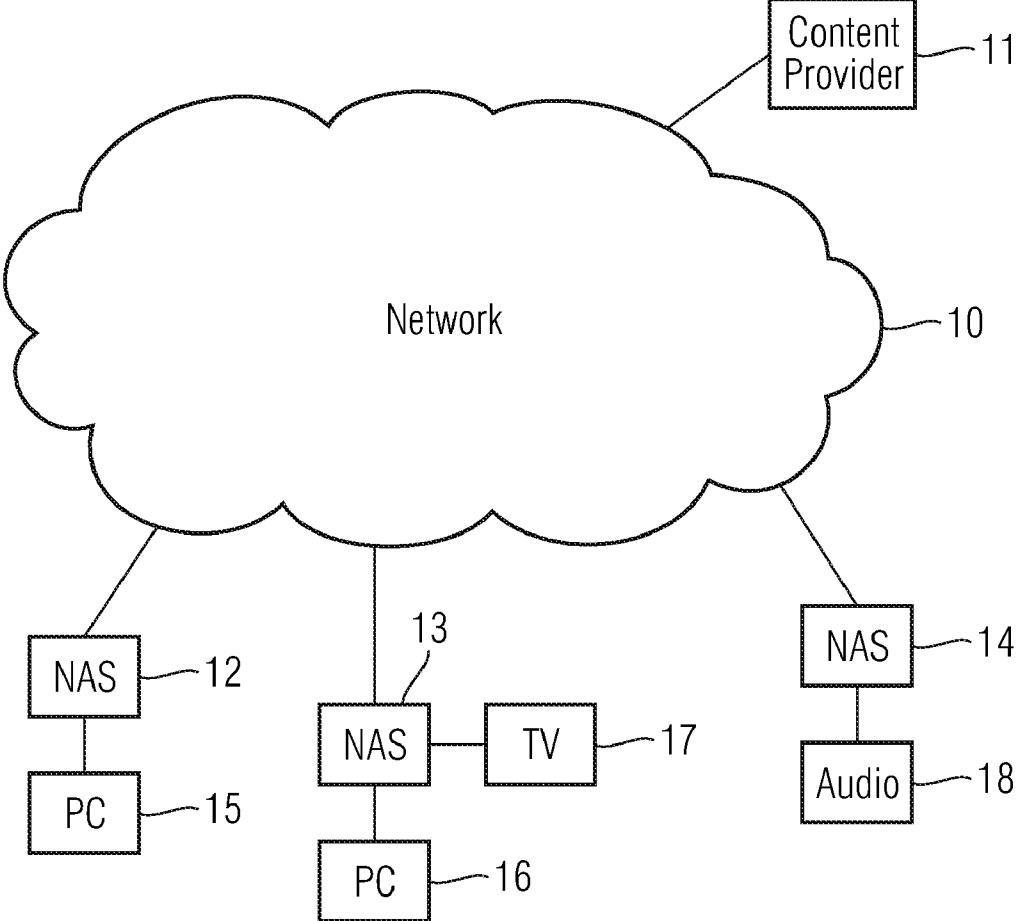 Content
Provider
11
Network
10
13
NAS
12
NAS
14
NAS
TV
17
PC
15
Audio
18
PC
16